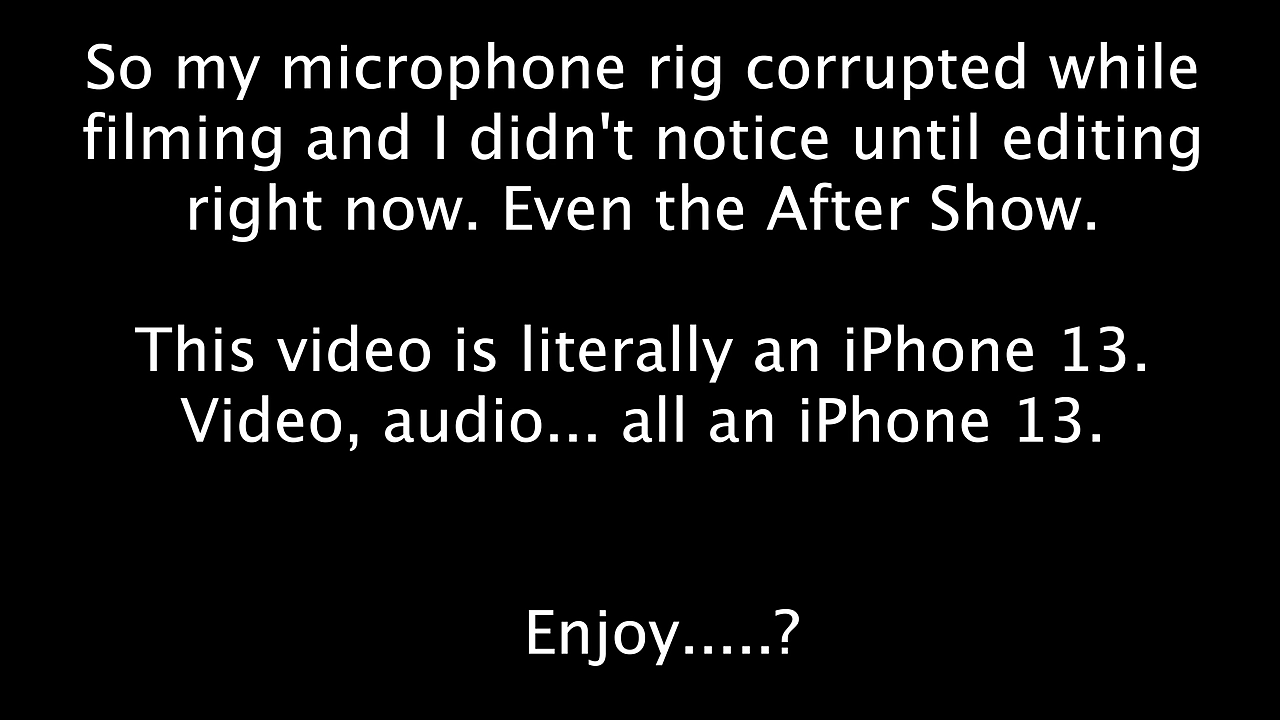 So my microphone rig corrupted while
filming and I didn't notice until editing
right now. Even the After Show.
This video is literally an iPhone 13.
Video, audio... all an iPhone 13.
Enjoy.....?